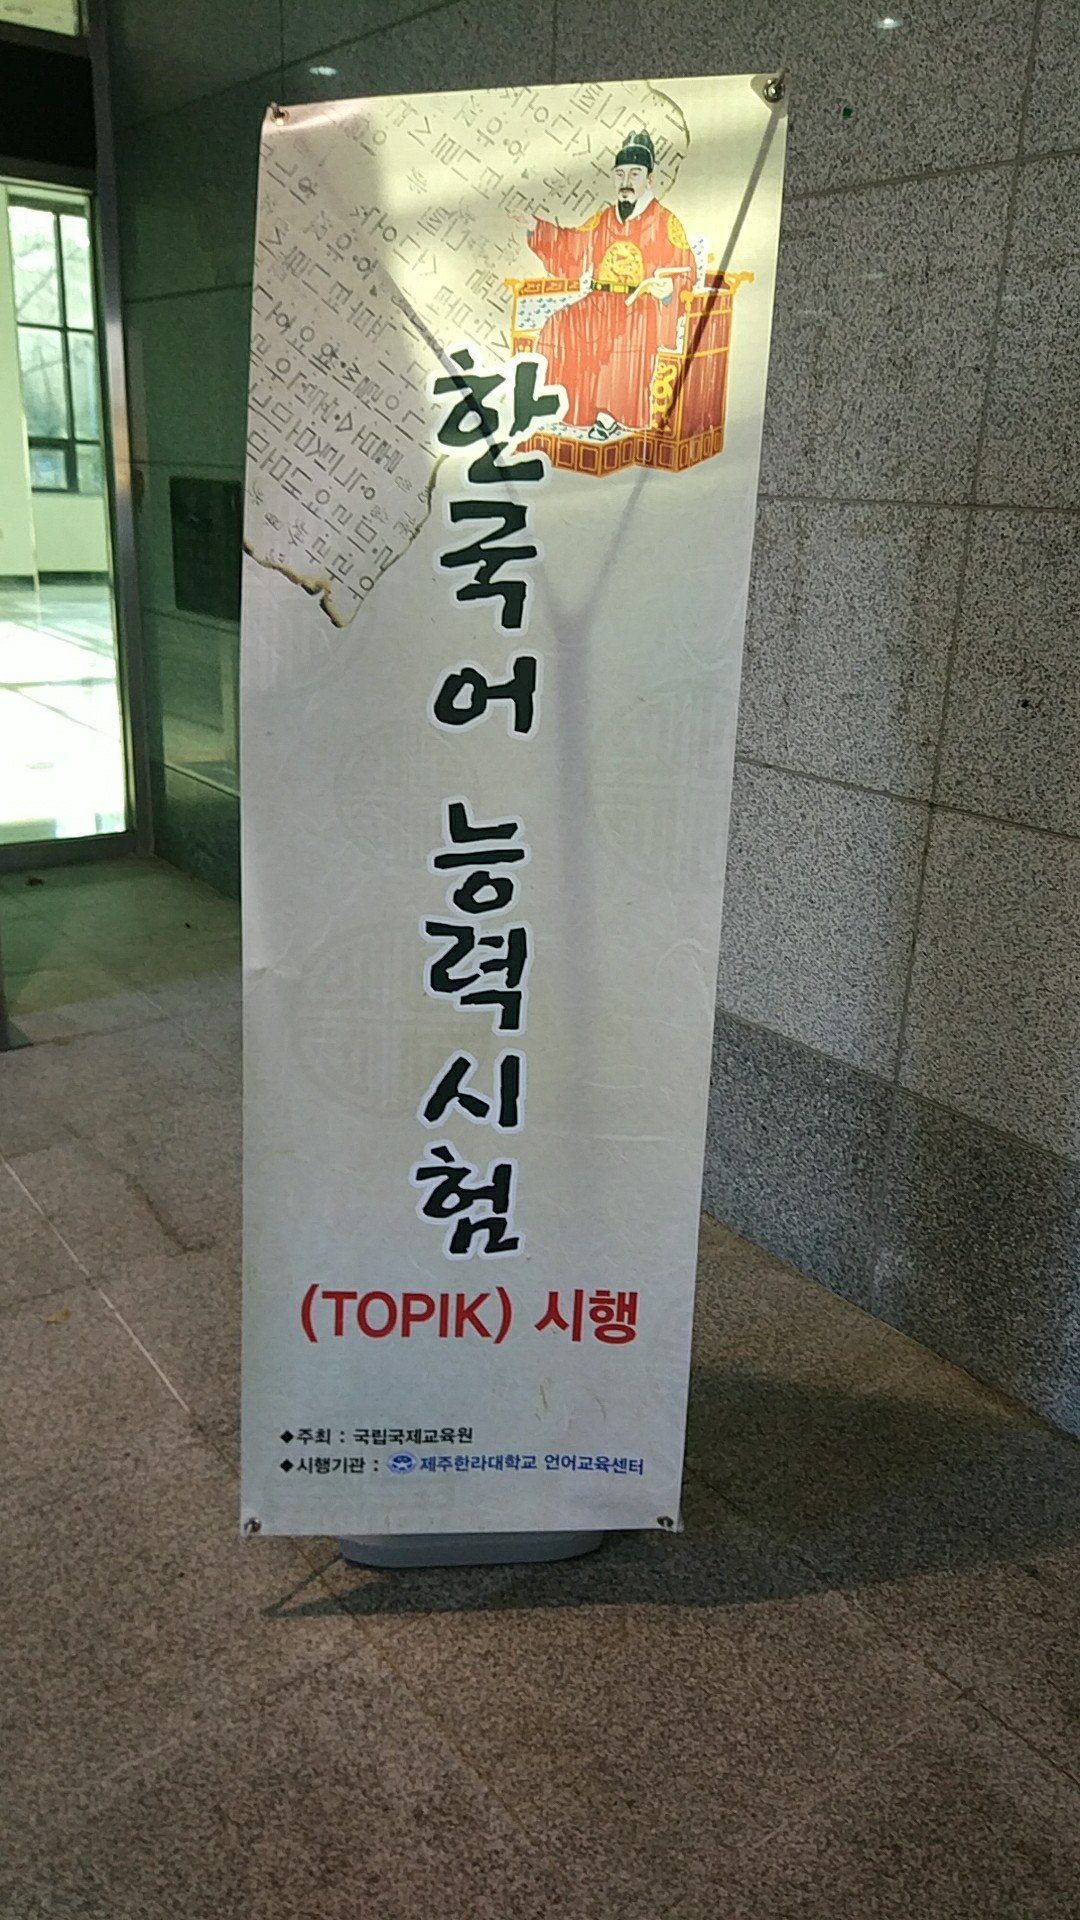 한국어 능력시험
(TOPIK) 시행
◆주최 : 국립국제교육원
◆시행기관 : 제주한라대학교 언어교육센터